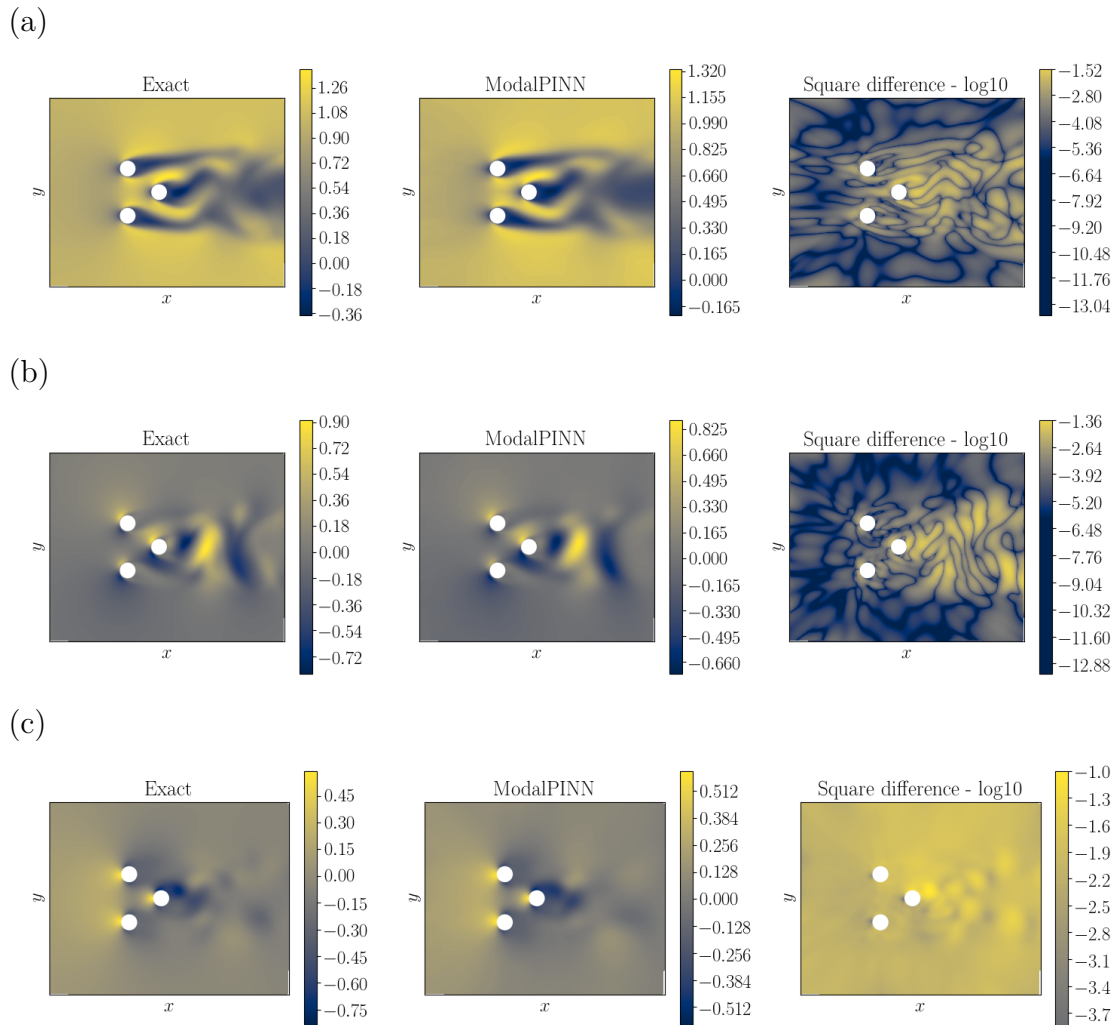 (a)
Exact
1.26
1.08
0.90
0.72
0.54
0.36
0.18
0.00
−0.18
−0.36
y
x
ModalPINN
1.320
1.155
0.990
0.825
0.660
0.495
0.330
0.165
0.000
−0.165
y
x
Square difference - log10
−1.52
−2.80
−4.08
−5.36
−6.64
−7.92
−9.20
−10.48
−11.76
−13.04
y
x
(b)
Exact
0.90
0.72
0.54
0.36
0.18
0.00
−0.18
−0.36
−0.54
−0.72
y
x
ModalPINN
0.825
0.660
0.495
0.330
0.165
0.000
−0.165
−0.330
−0.495
−0.660
y
x
Square difference - log10
−1.36
−2.64
−3.92
−5.20
−6.48
−7.76
−9.04
−10.32
−11.60
−12.88
y
x
(c)
Exact
0.45
0.30
0.15
0.00
−0.15
−0.30
−0.45
−0.60
−0.75
y
x
ModalPINN
0.512
0.384
0.256
0.128
0.000
−0.128
−0.256
−0.384
−0.512
y
x
Square difference - log10
−1.0
−1.3
−1.6
−1.9
−2.2
−2.5
−2.8
−3.1
−3.4
−3.7
y
x